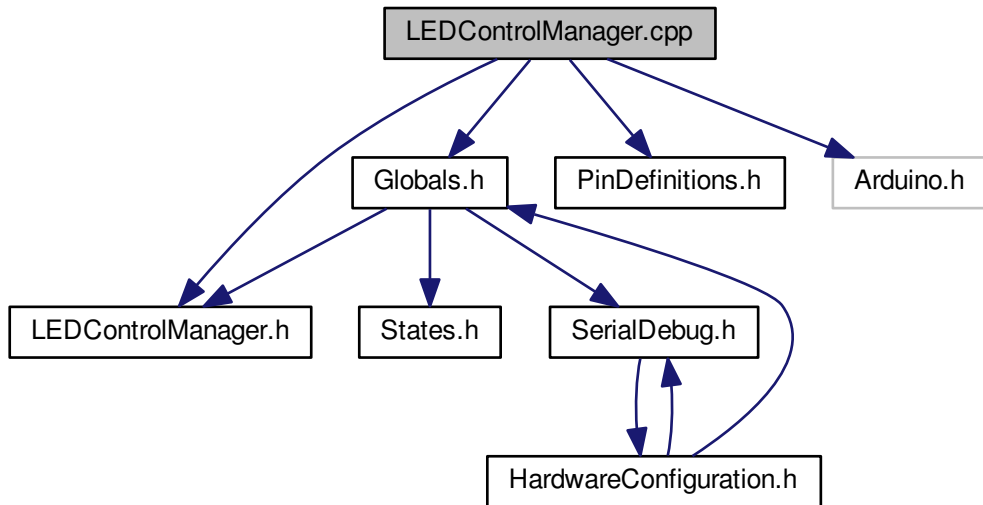 LEDControlManager.cpp
Globals.h
PinDefinitions.h
Arduino.h
LEDControlManager.h
States.h
SerialDebug.h
HardwareConfiguration.h